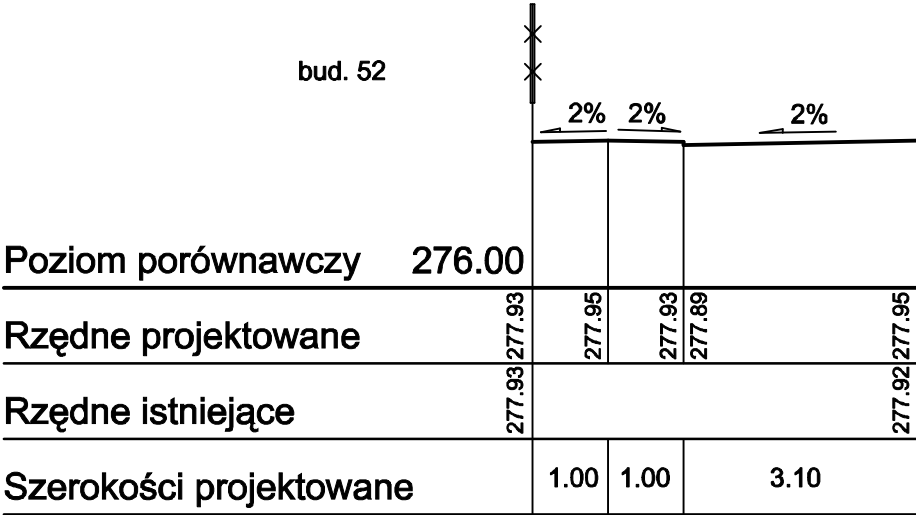 bud. 52
2% 2% 2%
Poziom porównawczy 276.00
Rzędne projektowane 277.93 277.95 277.93 277.89 277.95
Rzędne istniejące 277.93 277.92
Szerokości projektowane 1.00 1.00 3.10